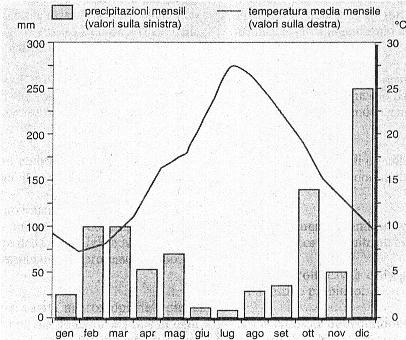 precipitazioni mensili
(valori sulla sinistra)
temperatura media mensile
(valori sulla destra)
mm
°C
300
250
200
150
100
50
0
30
25
20
15
10
5
0
gen feb mar apr mag giu lug ago set ott nov dic